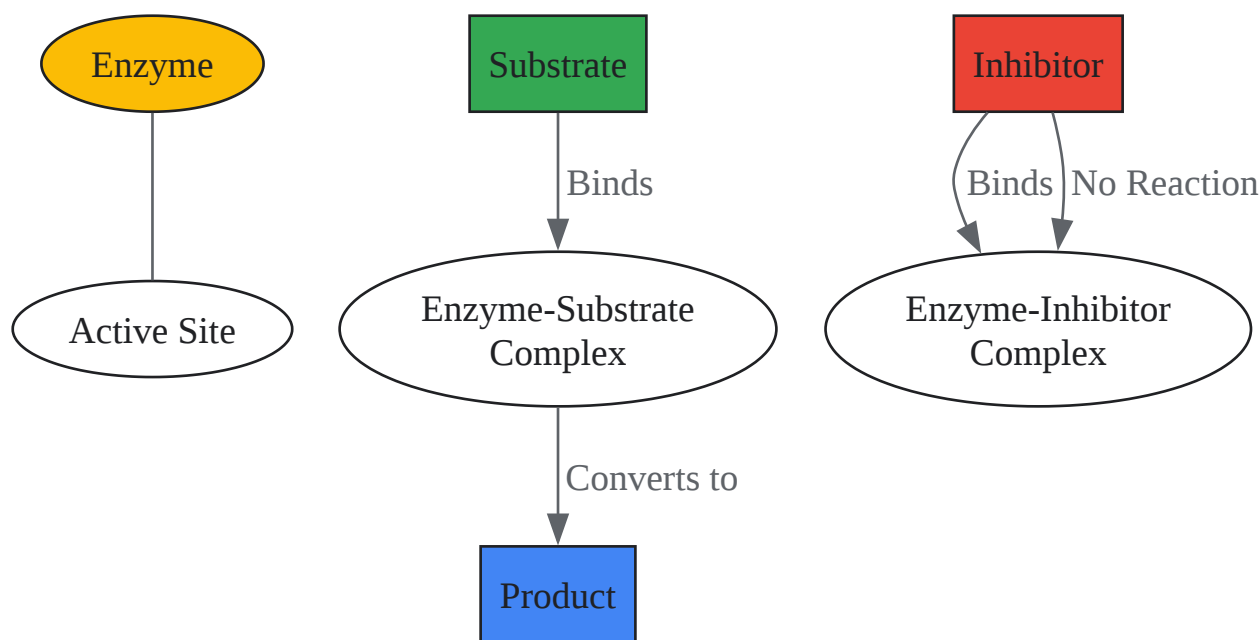 Enzyme
Substrate
Inhibitor
Binds
Binds
No Reaction
Active Site
Enzyme-Substrate
Complex
Enzyme-Inhibitor
Complex
Converts to
Product